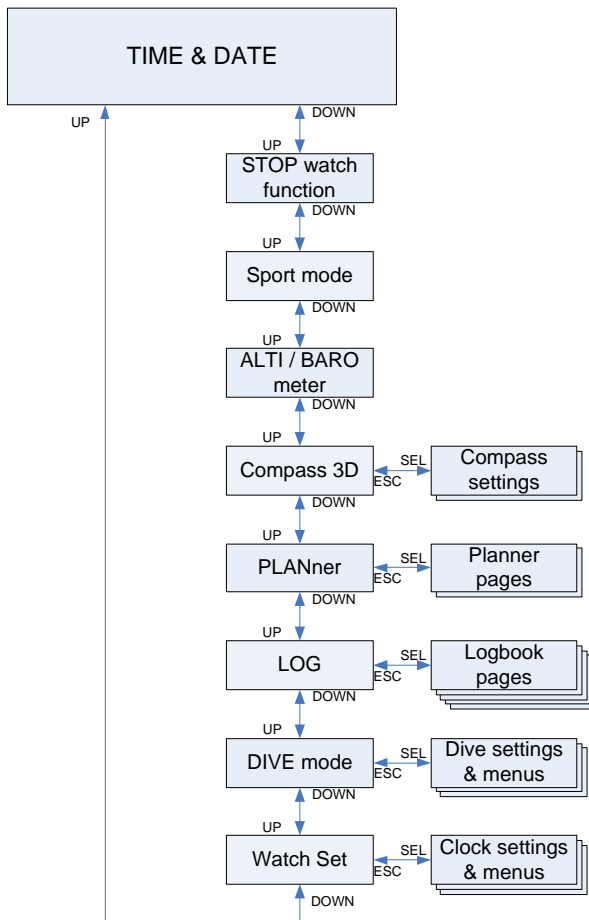 TIME & DATE
UP
DOWN
UP
STOP watch
function
DOWN
UP
Sport mode
DOWN
UP
ALTI / BARO
meter
DOWN
UP
Compass 3D
SEL
ESC
Compass
settings
DOWN
UP
PLANner
SEL
ESC
Planner
pages
DOWN
UP
LOG
SEL
ESC
Logbook
pages
DOWN
UP
DIVE mode
SEL
ESC
Dive settings
& menus
DOWN
UP
Watch Set
SEL
ESC
Clock settings
& menus
DOWN